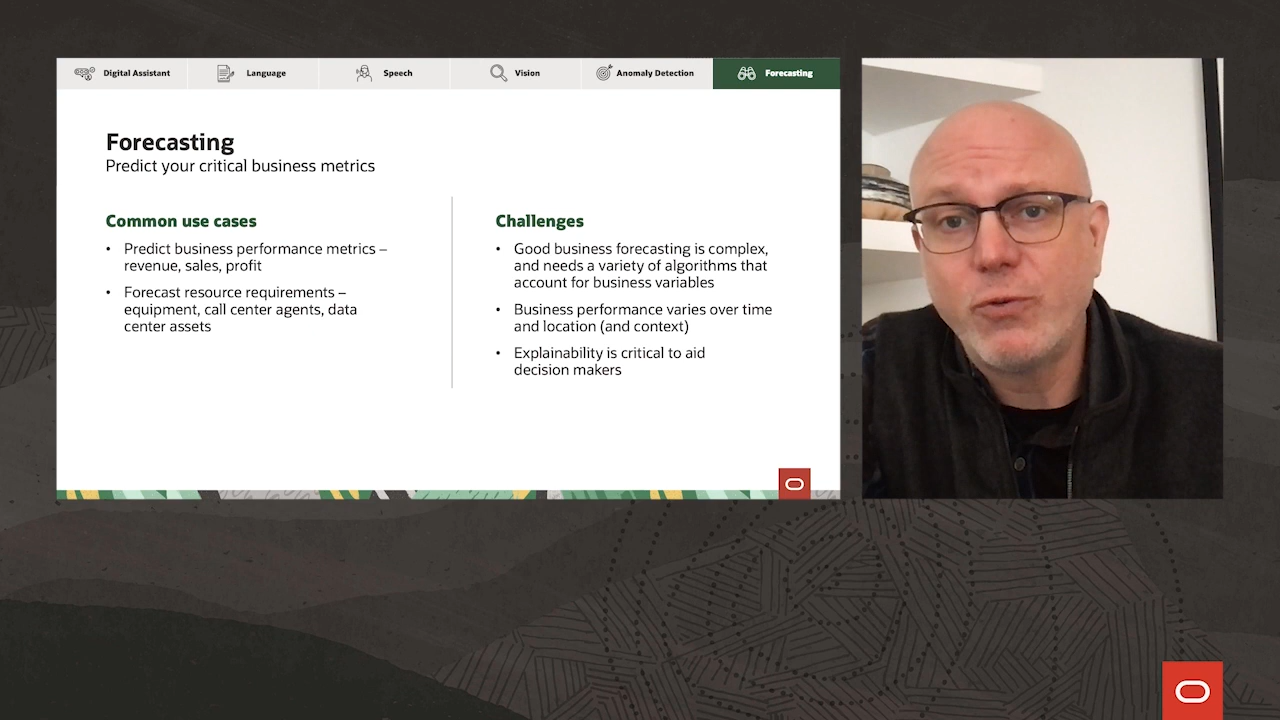 Digital Assistant
Language
Speech
Vision
Anomaly Detection
Forecasting
Forecasting
Predict your critical business metrics
Common use cases
• Predict business performance metrics –
revenue, sales, profit
• Forecast resource requirements –
equipment, call center agents, data
center assets
Challenges
• Good business forecasting is complex,
and needs a variety of algorithms that
account for business variables
• Business performance varies over time
and location (and context)
• Explainability is critical to aid
decision makers